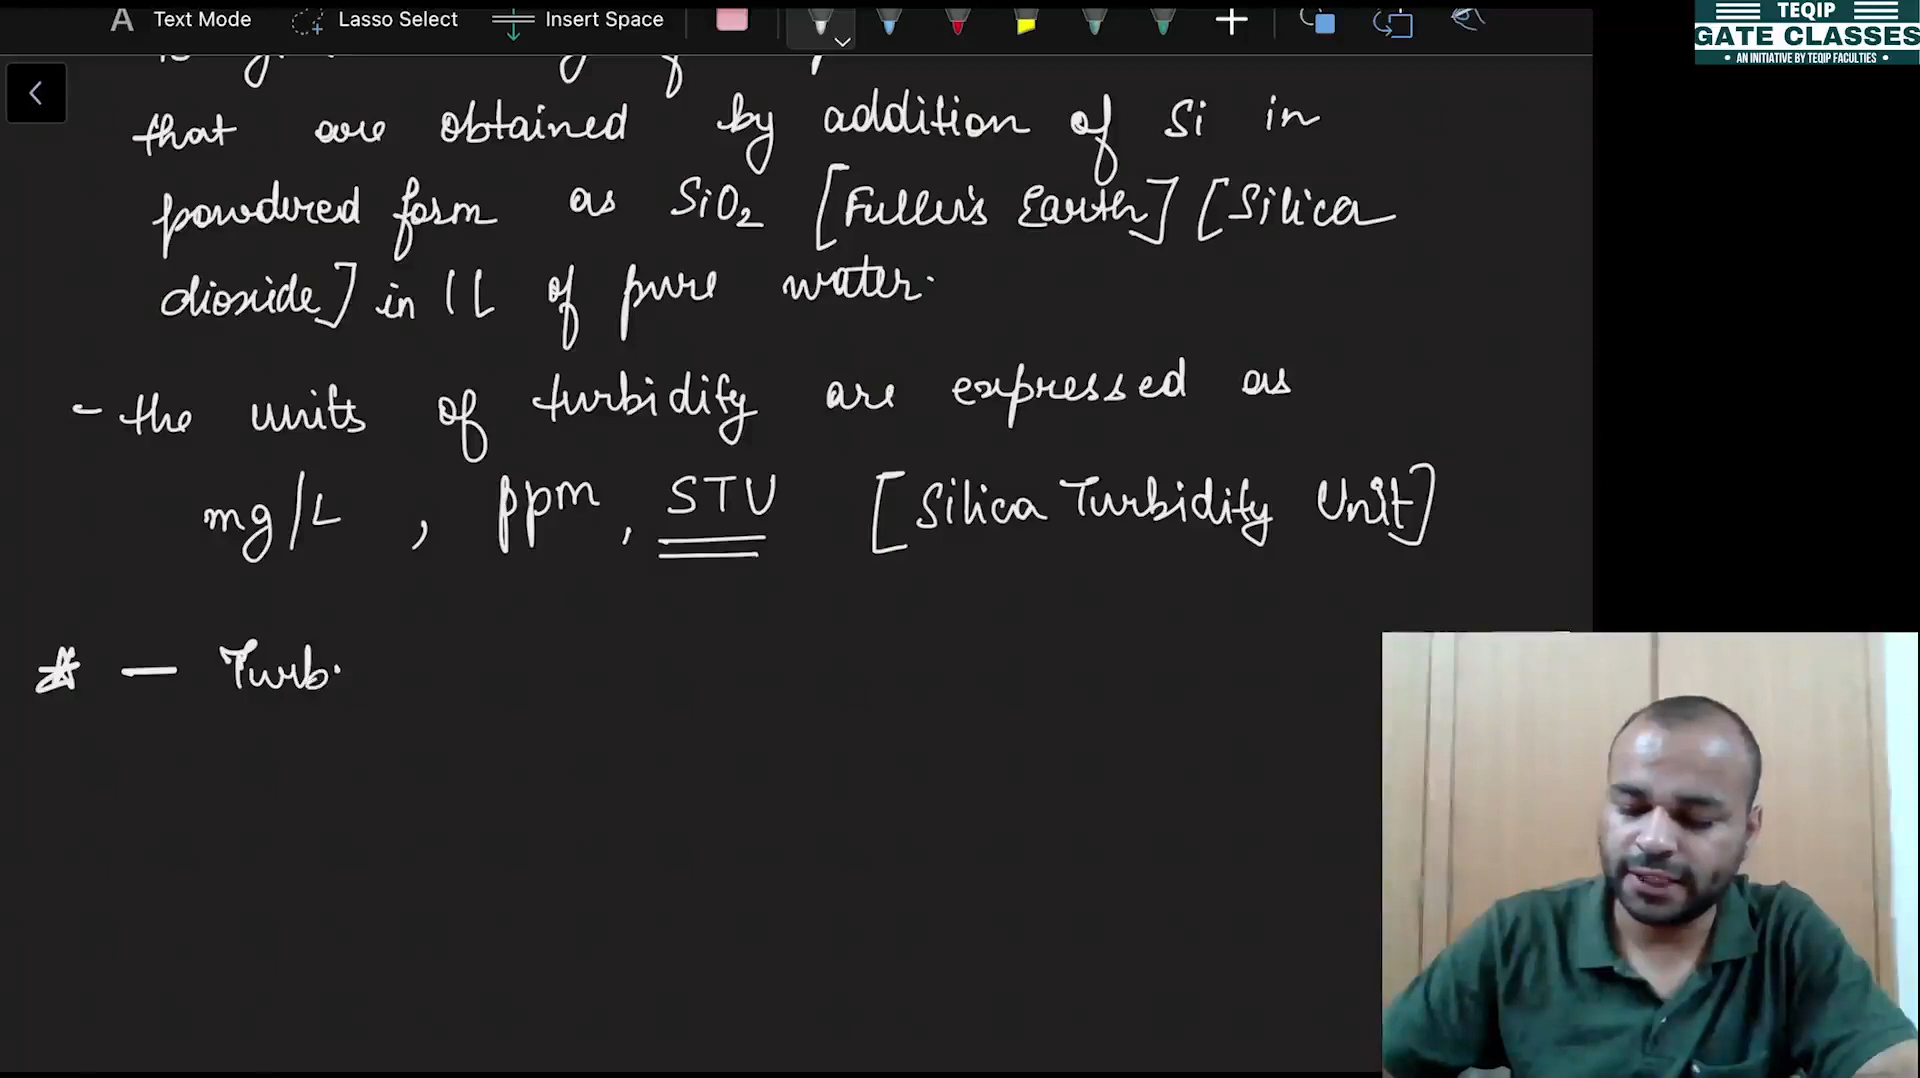 Text Mode Lasso Select Insert Space
TEQIP
GATE CLASSES
• AN INITIATIVE BY TEQIP FACULTIES •
that are obtained by addition of Si in
powdered form as SiO2 [Fuller's Earth] [Silica
dioxide] in 1L of pure water.
- the units of turbidity are expressed as
mg/L , ppm, STU [Silica Turbidity Unit]
* — Turb